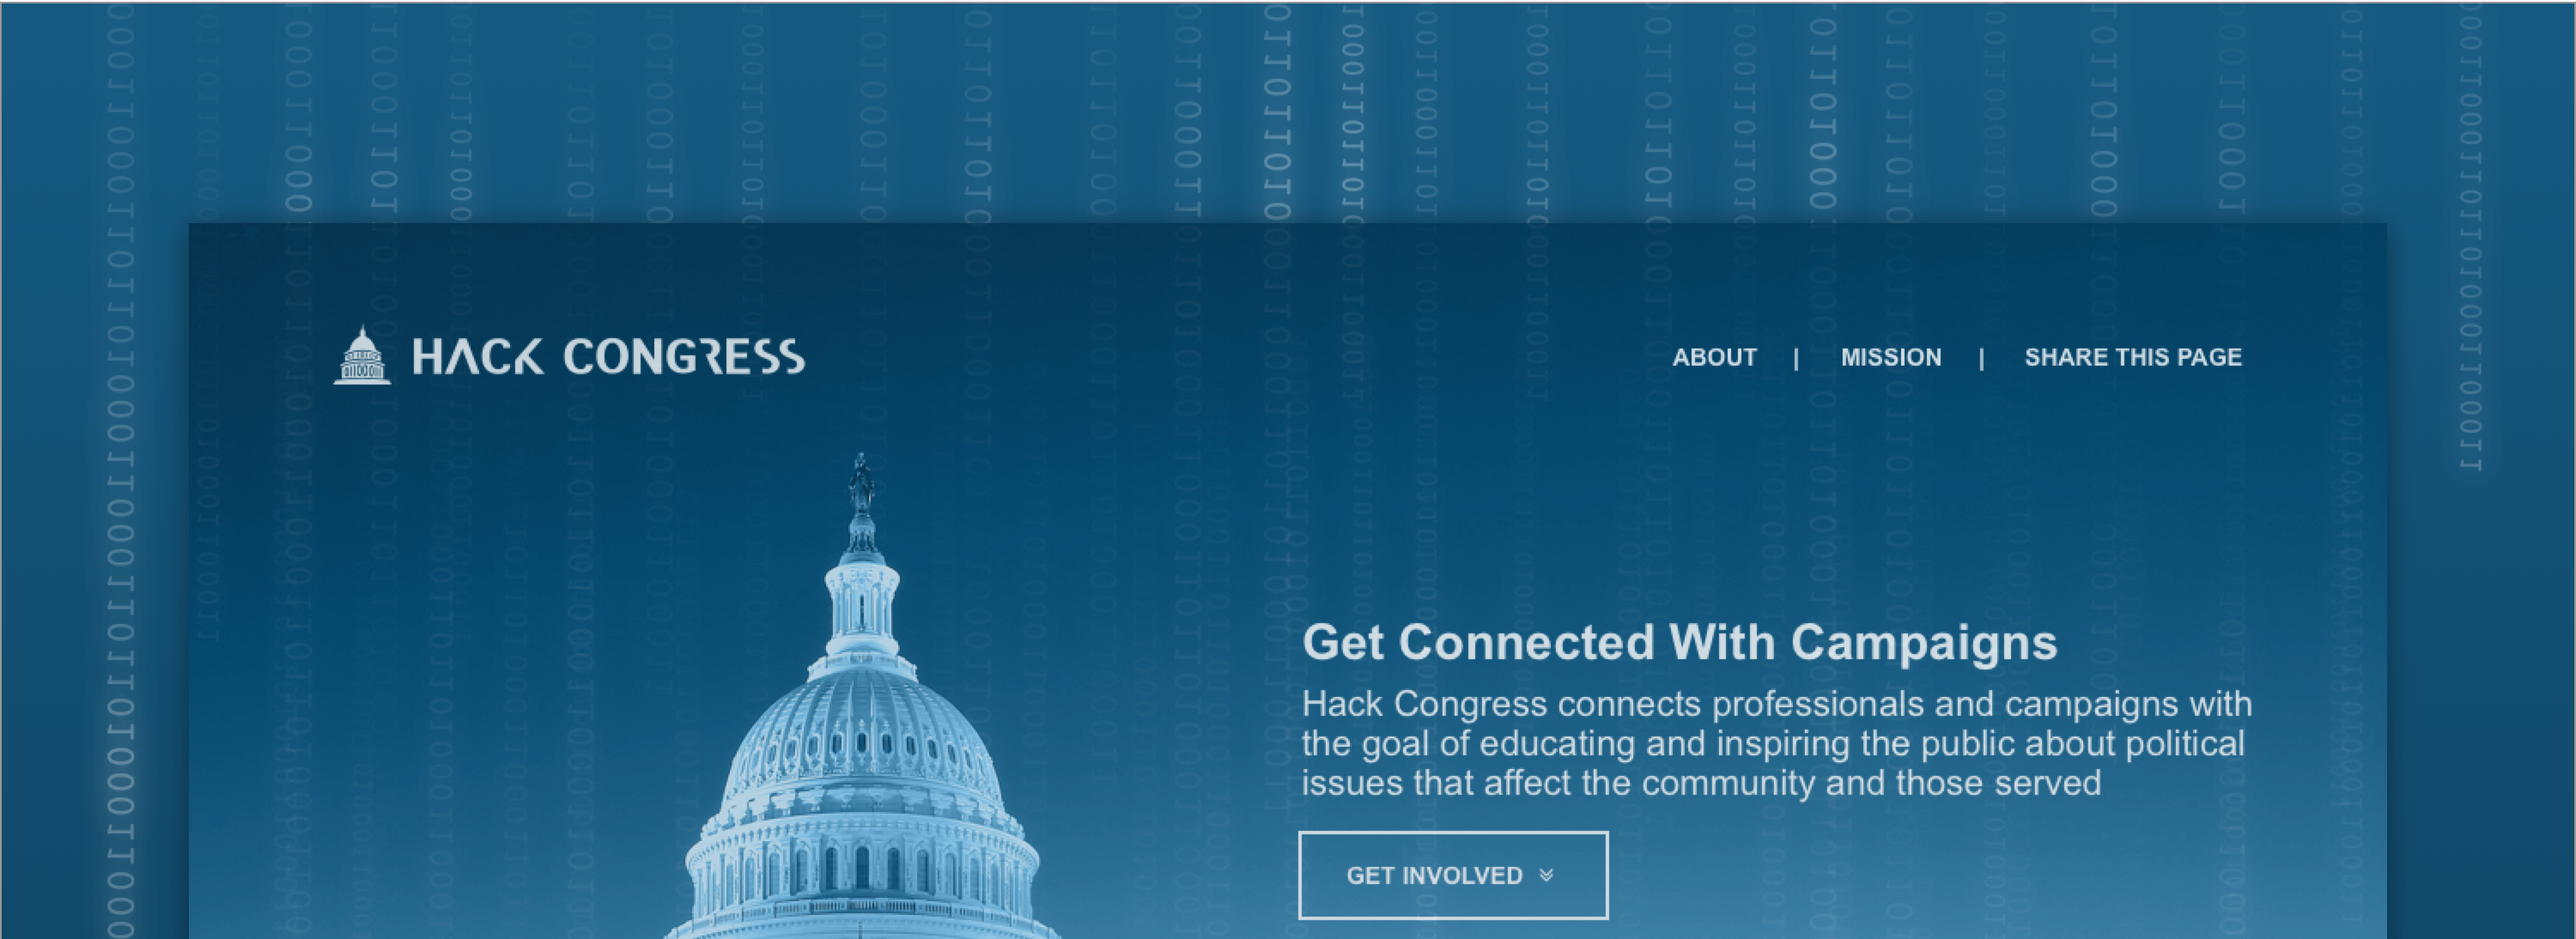 HACK CONGRESS
ABOUT | MISSION | SHARE THIS PAGE
Get Connected With Campaigns
Hack Congress connects professionals and campaigns with
the goal of educating and inspiring the public about political
issues that affect the community and those served
GET INVOLVED